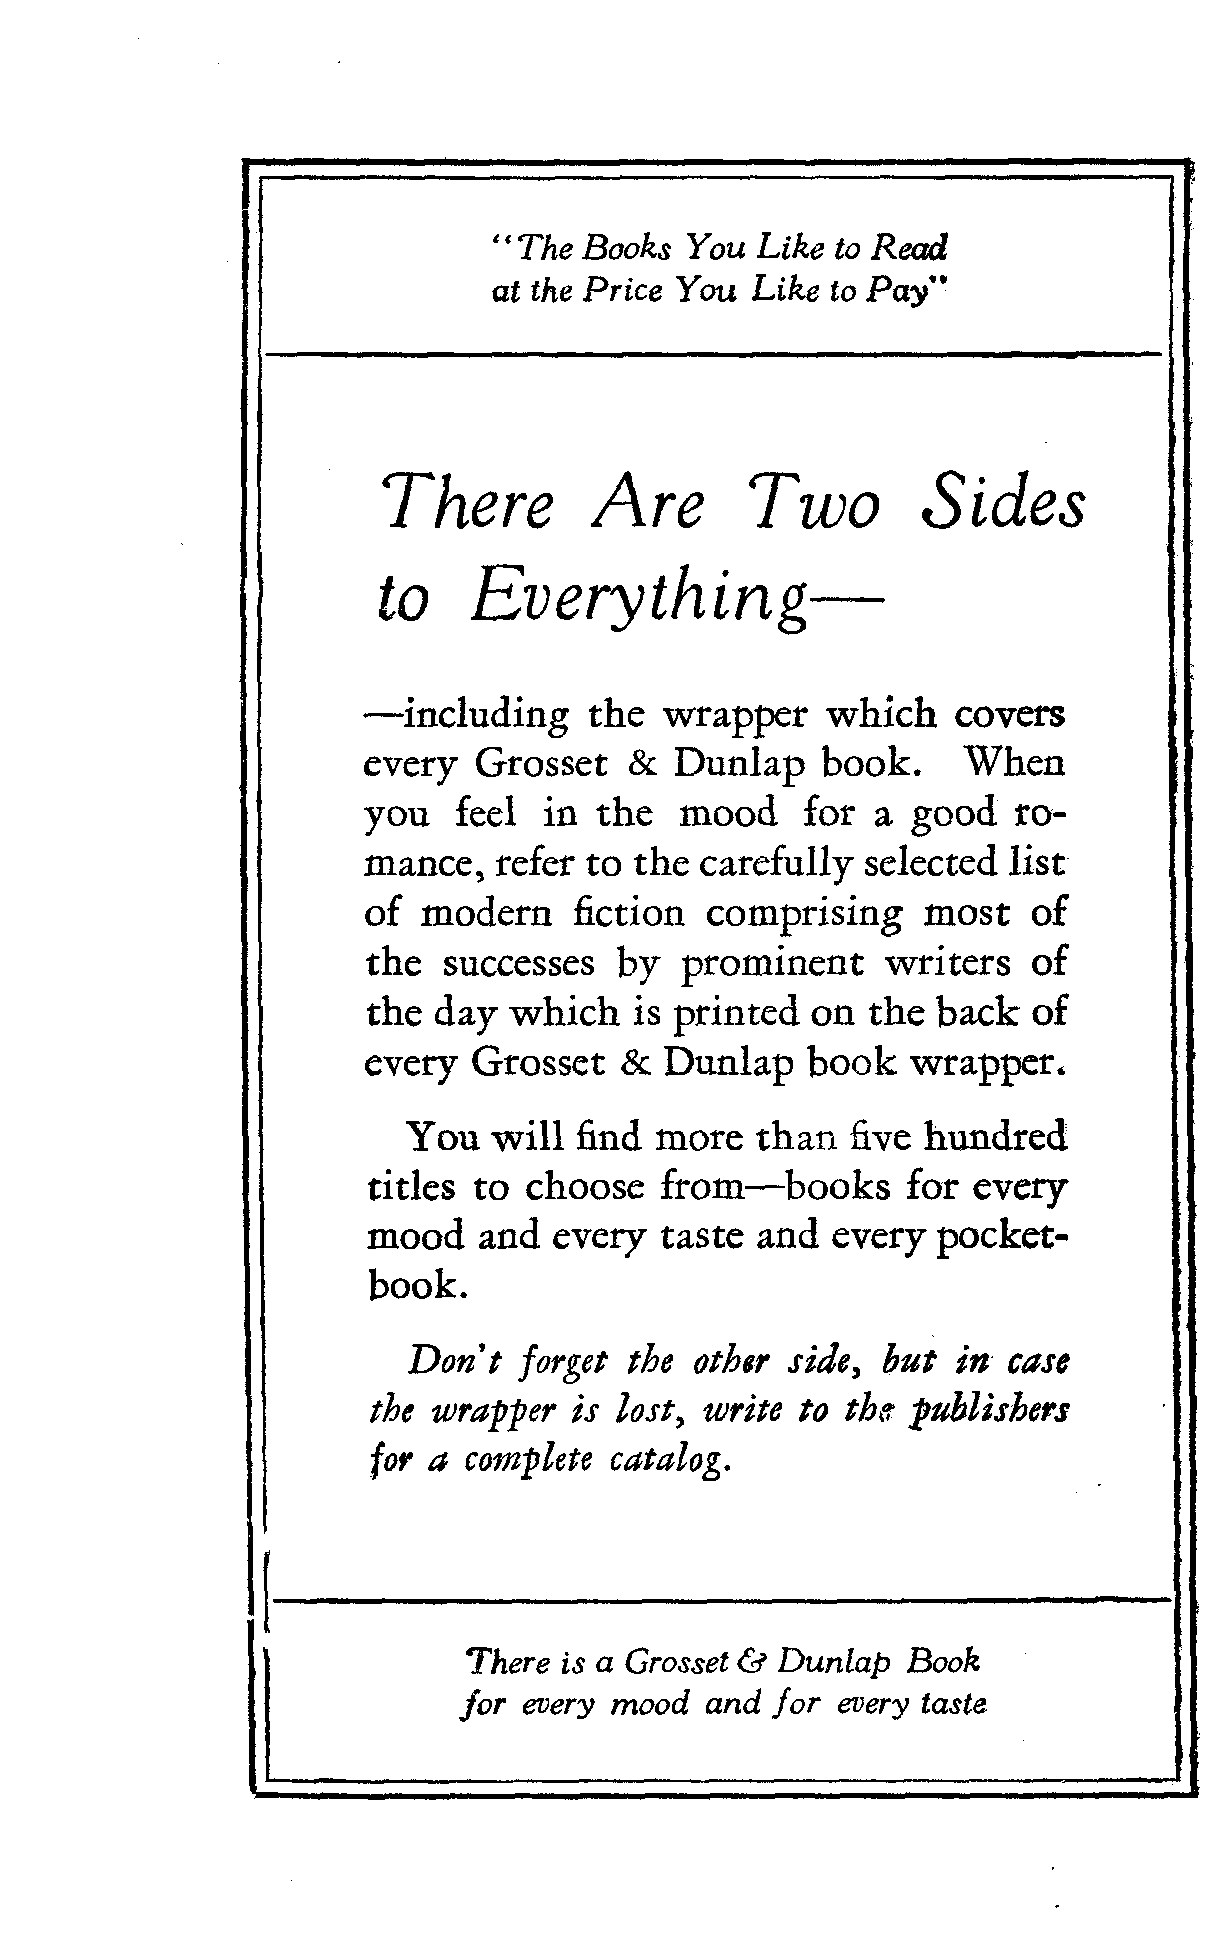 "The Books You Like to Read
at the Price You Like to Pay"
There Are Two Sides
to Everything—
—including the wrapper which covers
every Grosset & Dunlap book. When
you feel in the mood for a good ro-
mance, refer to the carefully selected list
of modern fiction comprising most of
the successes by prominent writers of
the day which is printed on the back of
every Grosset & Dunlap book wrapper.
You will find more than five hundred
titles to choose from—books for every
mood and every taste and every pocket-
book.
Don't forget the other side, but in case
the wrapper is lost, write to the publishers
for a complete catalog.
There is a Grosset & Dunlap Book
for every mood and for every taste